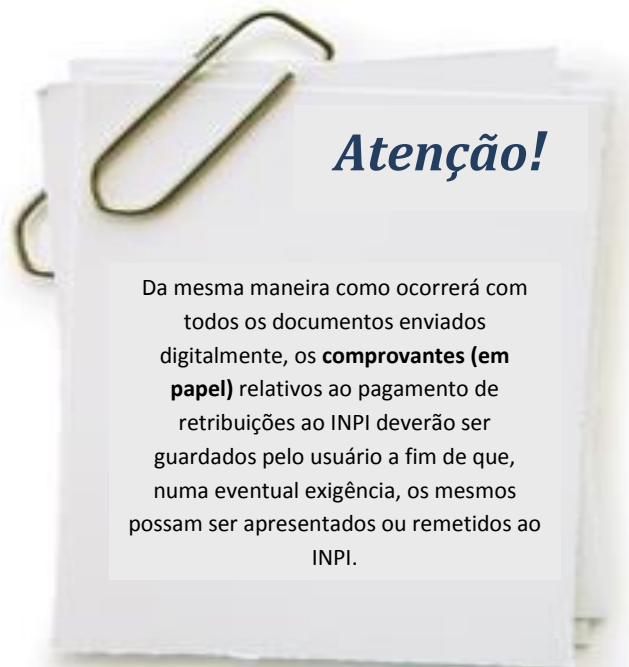 Atenção!
Da mesma maneira como ocorrerá com
todos os documentos enviados
digitalmente, os comprovantes (em
papel) relativos ao pagamento de
retribuições ao INPI deverão ser
guardados pelo usuário a fim de que,
numa eventual exigência, os mesmos
possam ser apresentados ou remetidos ao
INPI.